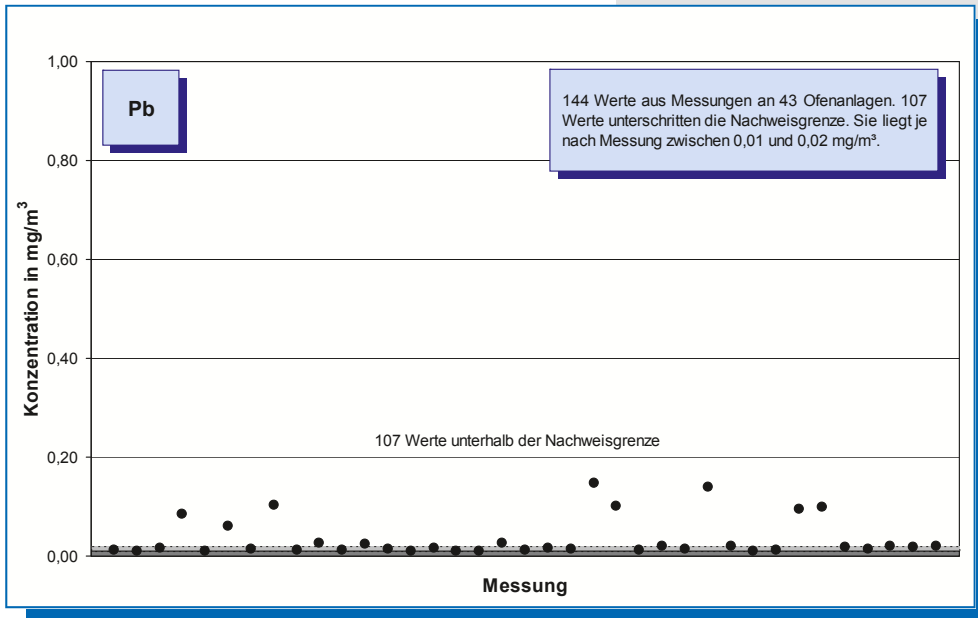 Pb
144 Werte aus Messungen an 43 Ofenanlagen. 107
Werte unterschritten die Nachweisgrenze. Sie liegt je
nach Messung zwischen 0,01 und 0,02 mg/m³.
Konzentration in mg/m³
1,00
0,80
0,60
0,40
0,20
0,00
107 Werte unterhalb der Nachweisgrenze
Messung